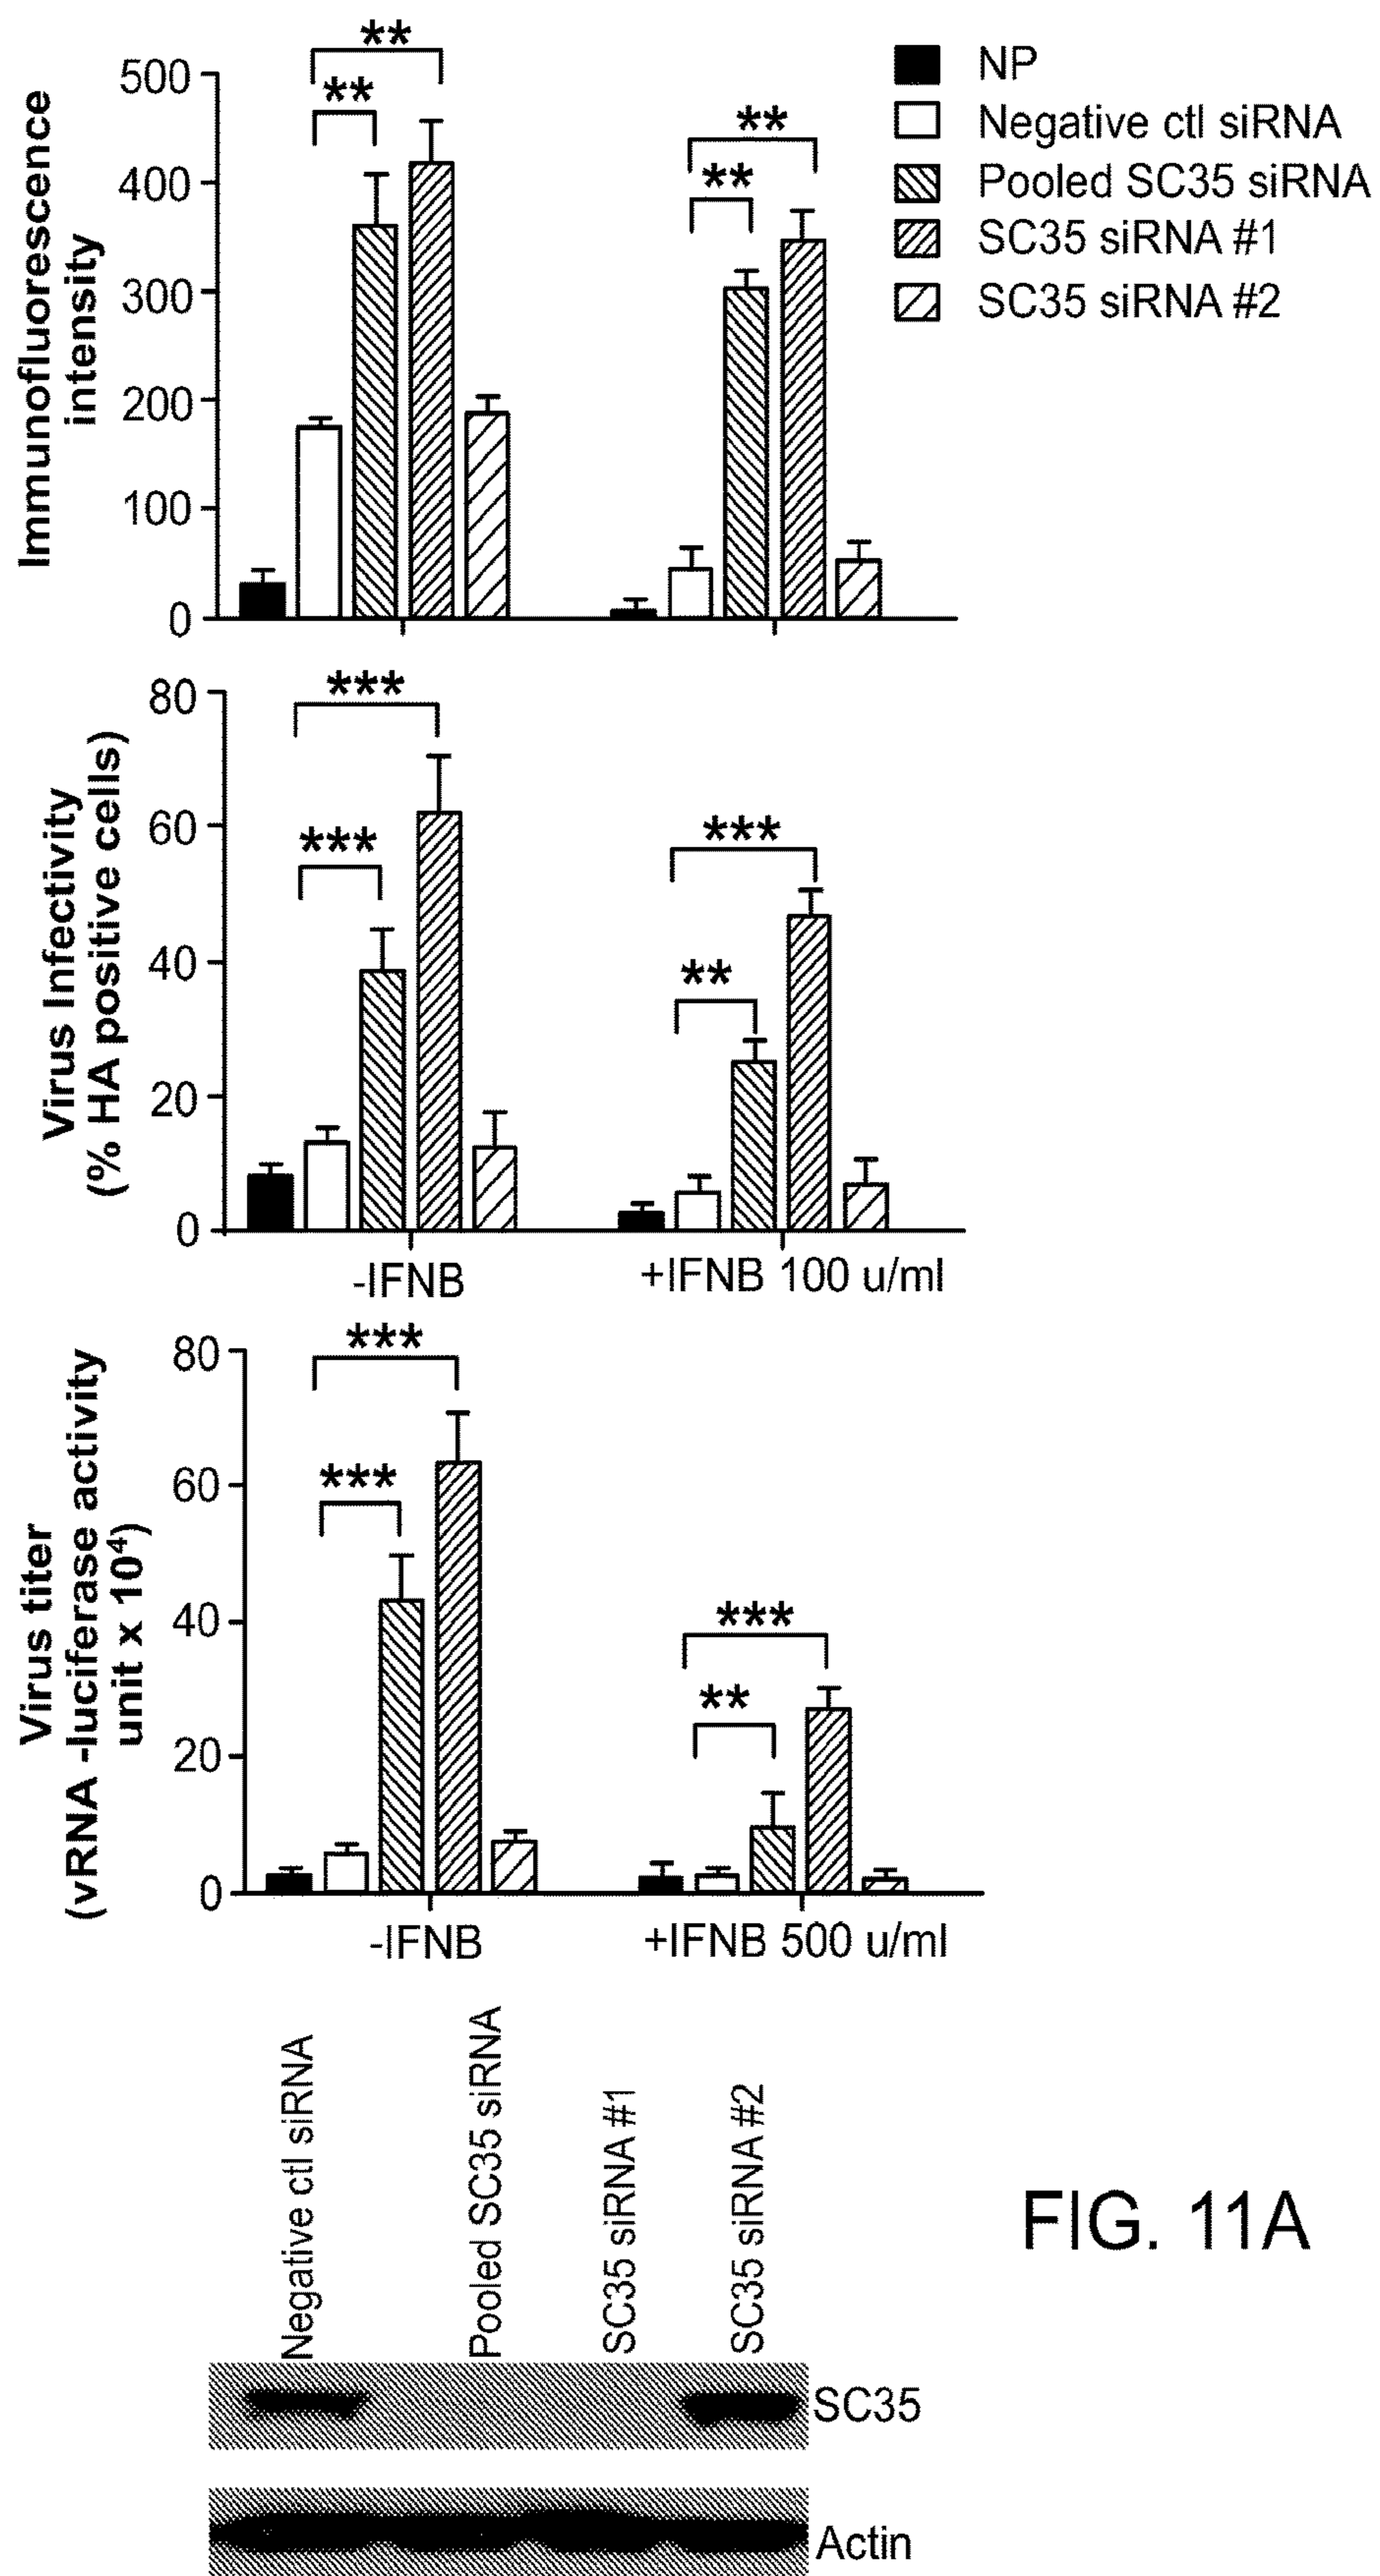 **
**
500
400
300
200
100
0
Immunofluorescence
intensity
**
**
NP
Negative ctl siRNA
Pooled SC35 siRNA
SC35 siRNA #1
SC35 siRNA #2
80
60
40
20
0
Virus Infectivity
(% HA positive cells)
***
***
***
**
-IFNB
+IFNB 100 u/ml
80
60
40
20
0
Virus titer
(vRNA -luciferase activity
unit x 10⁴)
***
***
***
**
-IFNB
+IFNB 500 u/ml
Negative ctl siRNA
Pooled SC35 siRNA
SC35 siRNA #1
SC35 siRNA #2
SC35
Actin
FIG. 11A